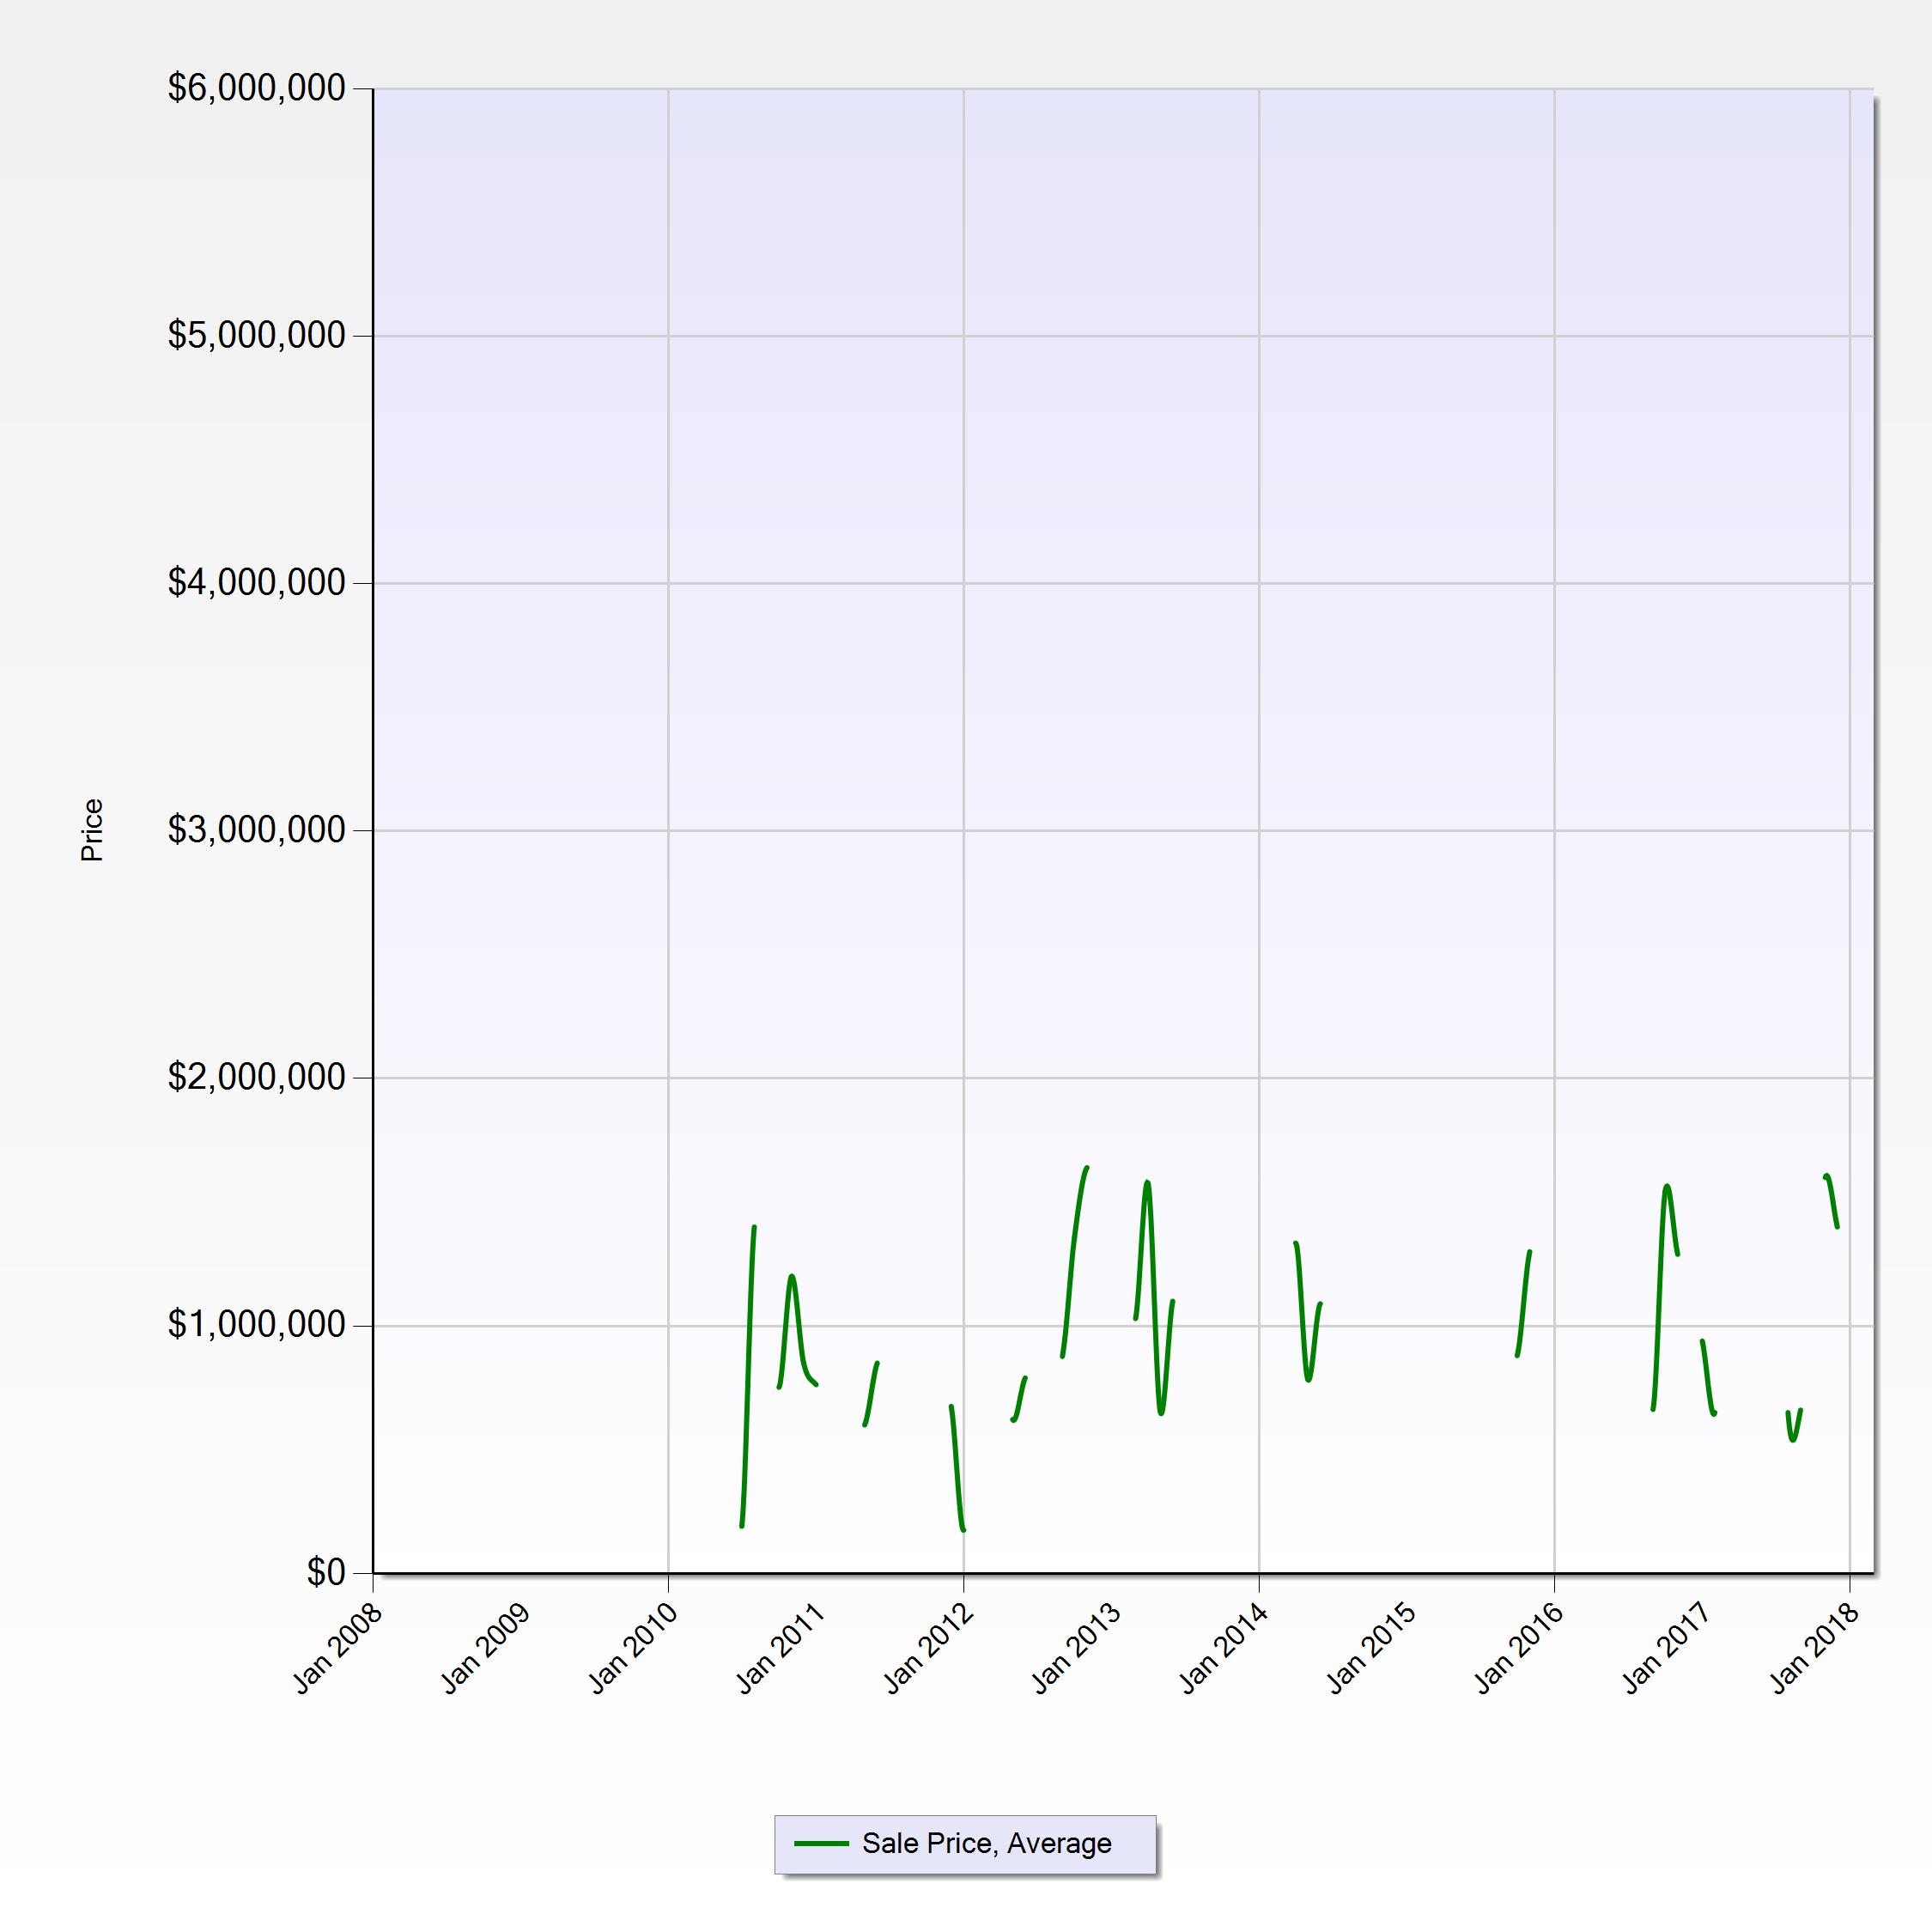 $6,000,000
$5,000,000
$4,000,000
$3,000,000
Price
$2,000,000
$1,000,000
$0
Jan 2008
Jan 2009
Jan 2010
Jan 2011
Jan 2012
Jan 2013
Jan 2014
Jan 2015
Jan 2016
Jan 2017
Jan 2018
Sale Price, Average